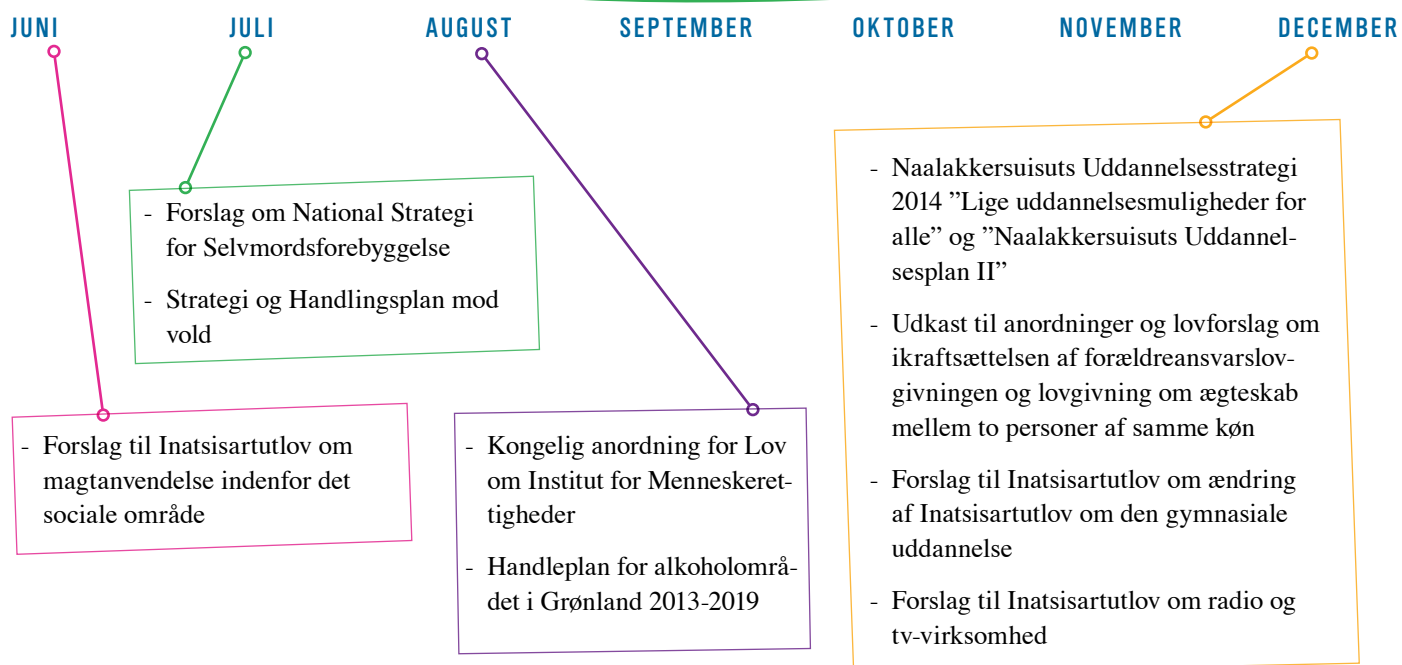 JUNI JULI AUGUST SEPTEMBER OKTOBER NOVEMBER DECEMBER
- Forslag til Inatsisartutlov om
magtanvendelse indenfor det
sociale område
- Forslag om National Strategi
for Selvmordsforebyggelse
- Strategi og Handlingsplan mod
vold
- Kongelig anordning for Lov
om Institut for Menneskeret-
tigheder
- Handleplan for alkoholområ-
det i Grønland 2013-2019
- Naalakkersuisuts Uddannelsesstrategi
2014 ”Lige uddannelsesmuligheder for
alle” og ”Naalakkersuisuts Uddannel-
sesplan II”
- Udkast til anordninger og lovforslag om
ikraftsættelsen af forældreansvarslov-
givningen og lovgivning om ægteskab
mellem to personer af samme køn
- Forslag til Inatsisartutlov om ændring
af Inatsisartutlov om den gymnasiale
uddannelse
- Forslag til Inatsisartutlov om radio og
tv-virksomhed